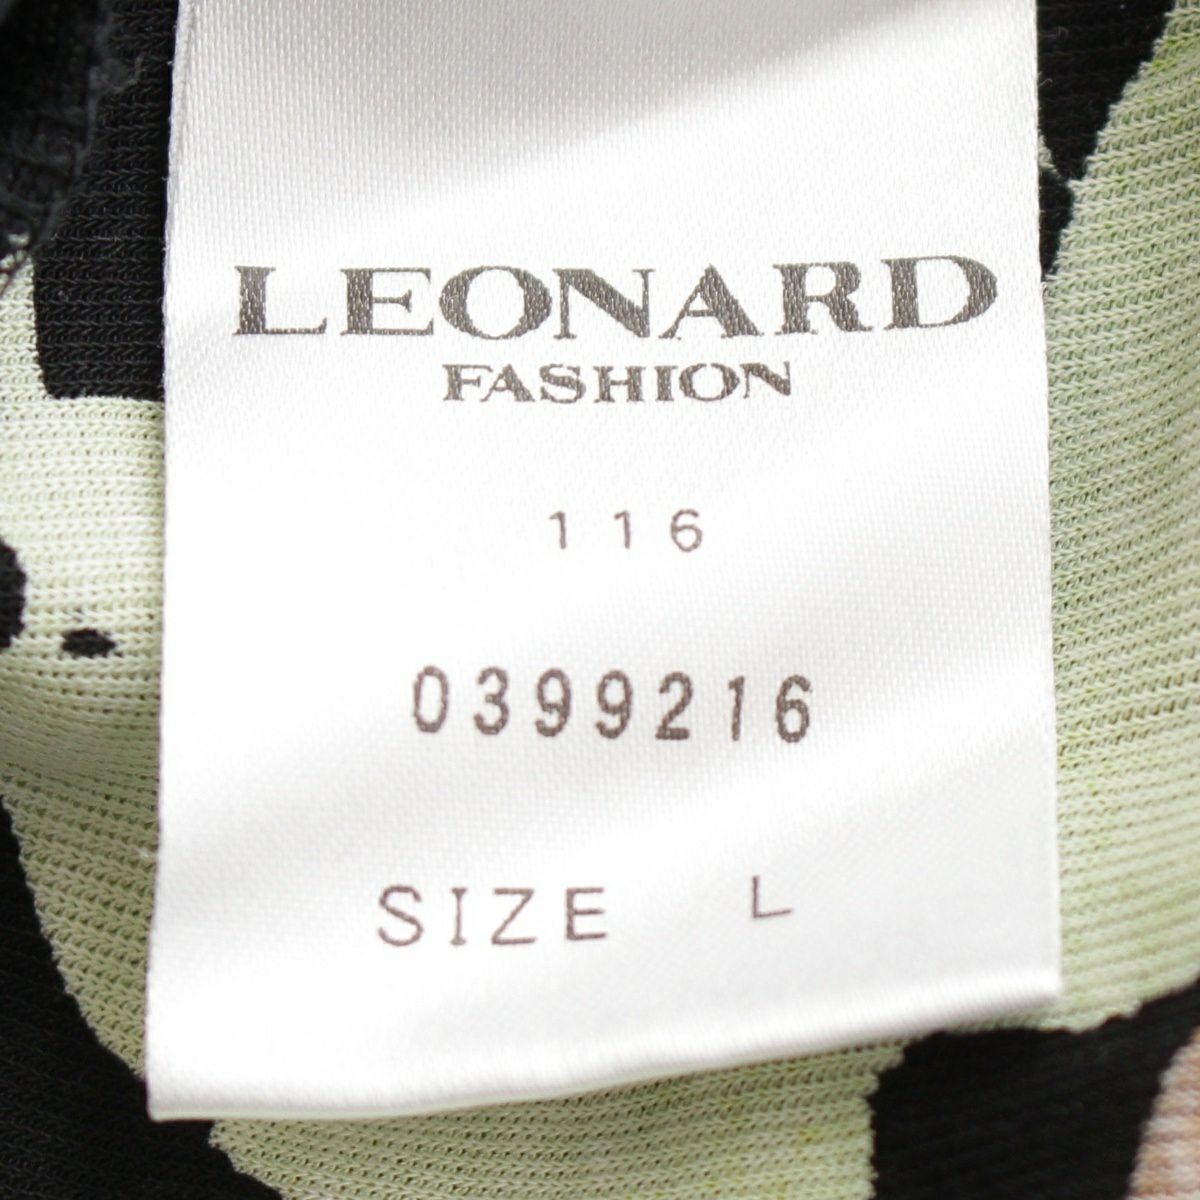 LEONARD
FASHION
116
0399216
SIZE L